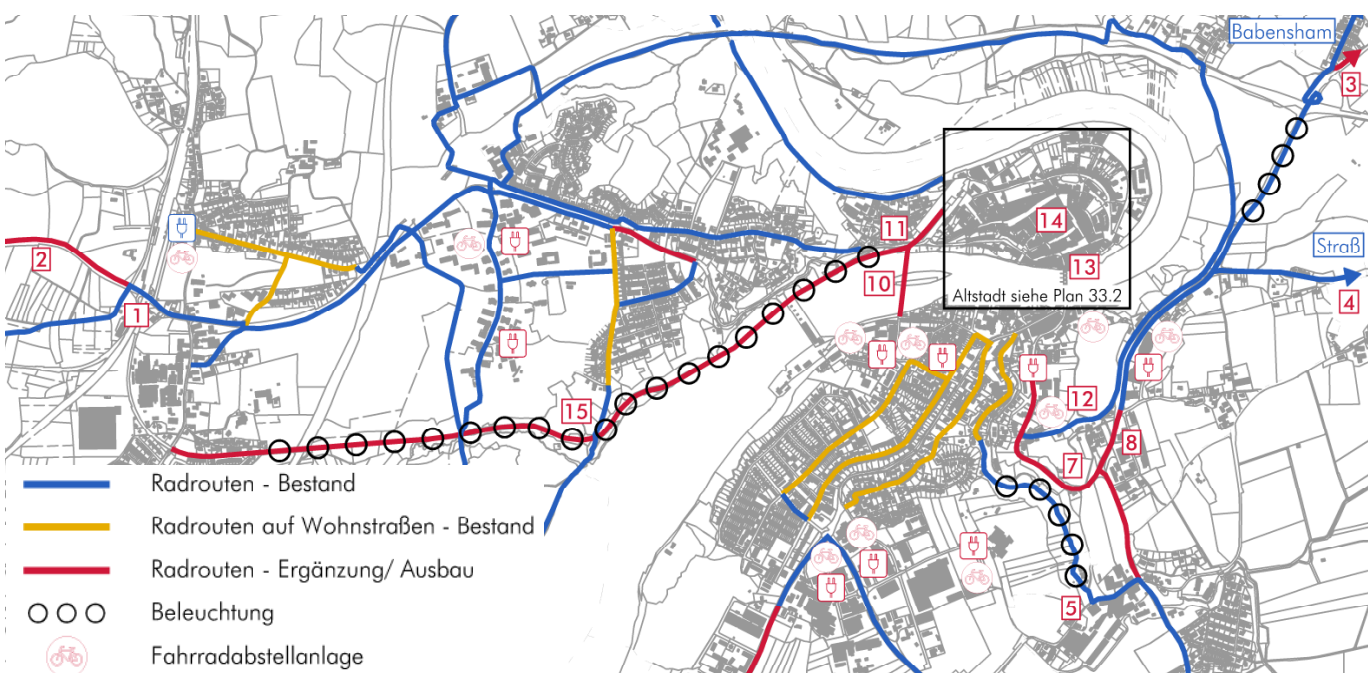 Babensham
3
Straß
4
2
1
11
10
14
13
Altstadt siehe Plan 33.2
12
8
7
15
5
Radrouten - Bestand
Radrouten auf Wohnstraßen - Bestand
Radrouten - Ergänzung/ Ausbau
Beleuchtung
Fahrradabstellanlage